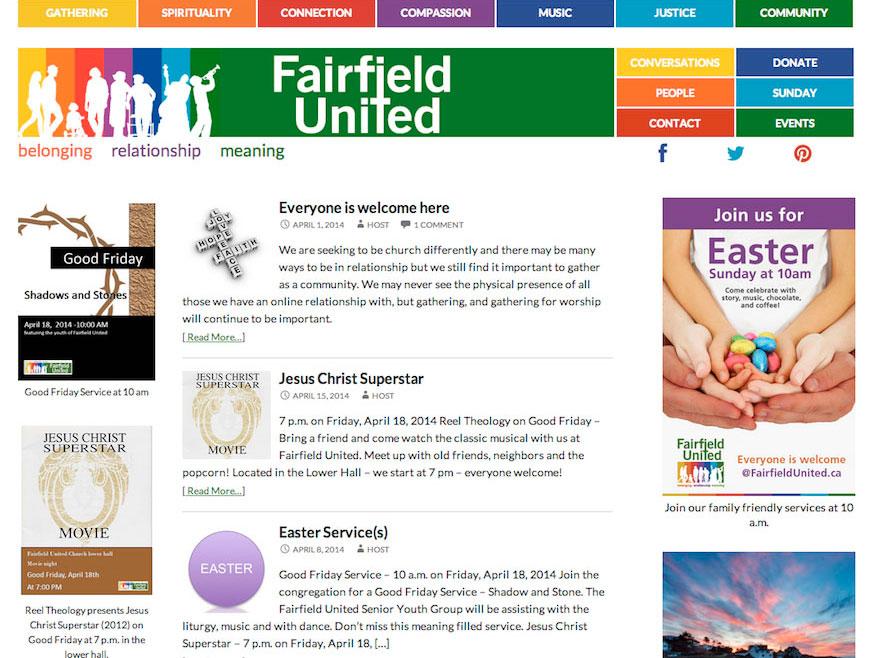 GATHERING SPIRITUALITY CONNECTION COMPASSION MUSIC JUSTICE COMMUNITY
Fairfield
United
CONVERSATIONS DONATE
PEOPLE SUNDAY
CONTACT EVENTS
belonging relationship meaning
Good Friday
Shadows and Stones
April 18, 2014 -10:00 AM
featuring the youth of Fairfield United
Fairfield
United
Good Friday Service at 10 am
JESUS CHRIST
SUPERSTAR
MOVIE
Fairfield United Church lower hall
Movie night
Good Friday, April 18th
At 7:00 PM
Reel Theology presents Jesus
Christ Superstar (2012) on
Good Friday at 7 p.m. in the
lower hall.
JOY
LOVE
HOPE
PEACE
FAITH
Everyone is welcome here
APRIL 1, 2014 HOST 1 COMMENT
We are seeking to be church differently and there may be many
ways to be in relationship but we still find it important to gather
as a community. We may never see the physical presence of all
those we have an online relationship with, but gathering, and gathering for worship
will continue to be important.
[ Read More...]
JESUS CHRIST
SUPERSTAR
MOVIE
Jesus Christ Superstar
APRIL 15, 2014 HOST
7 p.m. on Friday, April 18, 2014 Reel Theology on Good Friday –
Bring a friend and come watch the classic musical with us at
Fairfield United. Meet up with old friends, neighbors and the
popcorn! Located in the Lower Hall – we start at 7 pm – everyone welcome!
[ Read More...]
EASTER
Easter Service(s)
APRIL 8, 2014 HOST
Good Friday Service – 10 a.m. on Friday, April 18, 2014 Join the
congregation for a Good Friday Service – Shadow and Stone. The
Fairfield United Senior Youth Group will be assisting with the
liturgy, music and with dance. Don't miss this meaning filled service. Jesus Christ
Superstar – 7 p.m. on Friday, April 18, [...]
Join us for
Easter
Sunday at 10am
Come celebrate with
story, music, chocolate,
and coffee!
Fairfield
United
belonging relationship meaning
Everyone is welcome
@FairfieldUnited.ca
Join our family friendly services at 10
a.m.